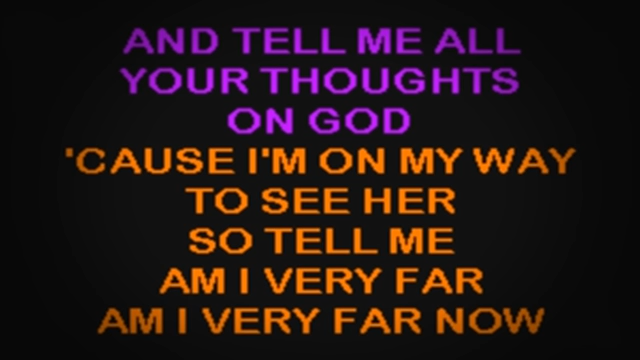 AND TELL ME ALL
YOUR THOUGHTS
ON GOD
'CAUSE I'M ON MY WAY
TO SEE HER
SO TELL ME
AM I VERY FAR
AM I VERY FAR NOW